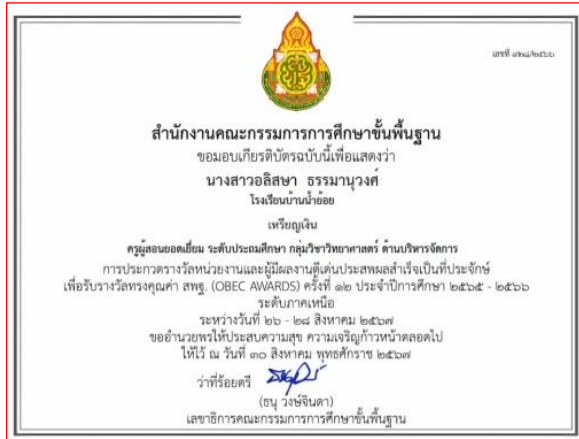 สำนักงานคณะกรรมการการศึกษาขั้นพื้นฐาน
ขอมอบเกียรติบัตรฉบับนี้เพื่อแสดงว่า
นางสาวอลิสษา ธรรมานุวงศ์
โรงเรียนบ้านน้ำย้อย
เหรียญเงิน
ครูผู้สอนยอดเยี่ยม ระดับประถมศึกษา กลุ่มวิชาวิทยาศาสตร์ ด้านบริหารจัดการ
การประกวดรางวัลหน่วยงานและผู้มีผลงานดีเด่นประสพผลสำเร็จเป็นที่ประจักษ์
เพื่อรับรางวัลทรงคุณค่า สพฐ. (OBEC AWARDS) ครั้งที่ ๑๒ ประจำปีการศึกษา ๒๕๖๕ - ๒๕๖๖
ระดับภาคเหนือ
ระหว่างวันที่ ๒๖ - ๒๘ สิงหาคม ๒๕๖๗
ขออำนวยพรให้ประสบความสุข ความเจริญก้าวหน้าตลอดไป
ให้ไว้ ณ วันที่ ๓๐ สิงหาคม พุทธศักราช ๒๕๖๗
ว่าที่ร้อยตรี
(ธนุ วงษ์จินดา)
เลขาธิการคณะกรรมการการศึกษาขั้นพื้นฐาน